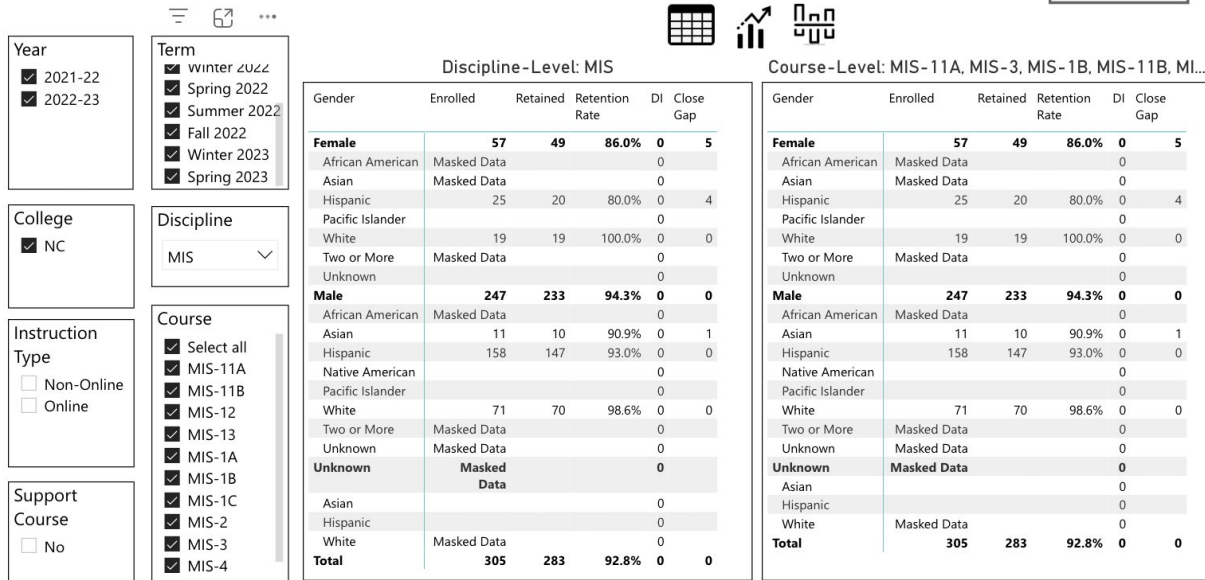 Year
2021-22
2022-23
Term
Winter 2022
Spring 2022
Summer 2022
Fall 2022
Winter 2023
Spring 2023
College
NC
Discipline
MIS
Instruction
Type
Non-Online
Online
Course
Select all
MIS-11A
MIS-11B
MIS-12
MIS-13
MIS-1A
MIS-1B
MIS-1C
MIS-2
MIS-3
MIS-4
Support
Course
No
Discipline-Level: MIS
Gender Enrolled Retained Retention Rate DI Close Gap
Female 57 49 86.0% 0 5
African American Masked Data 0
Asian Masked Data 0
Hispanic 25 20 80.0% 0 4
Pacific Islander 0
White 19 19 100.0% 0 0
Two or More Masked Data 0
Unknown 0
Male 247 233 94.3% 0 0
African American Masked Data 0
Asian 11 10 90.9% 0 1
Hispanic 158 147 93.0% 0 0
Native American 0
Pacific Islander 0
White 71 70 98.6% 0 0
Two or More Masked Data 0
Unknown Masked Data 0
Unknown Masked Data 0
Asian 0
Hispanic 0
White Masked Data 0
Total 305 283 92.8% 0 0
Course-Level: MIS-11A, MIS-3, MIS-1B, MIS-11B, MI...
Gender Enrolled Retained Retention Rate DI Close Gap
Female 57 49 86.0% 0 5
African American Masked Data 0
Asian Masked Data 0
Hispanic 25 20 80.0% 0 4
Pacific Islander 0
White 19 19 100.0% 0 0
Two or More Masked Data 0
Unknown 0
Male 247 233 94.3% 0 0
African American Masked Data 0
Asian 11 10 90.9% 0 1
Hispanic 158 147 93.0% 0 0
Native American 0
Pacific Islander 0
White 71 70 98.6% 0 0
Two or More Masked Data 0
Unknown Masked Data 0
Unknown Masked Data 0
Asian 0
Hispanic 0
White Masked Data 0
Total 305 283 92.8% 0 0